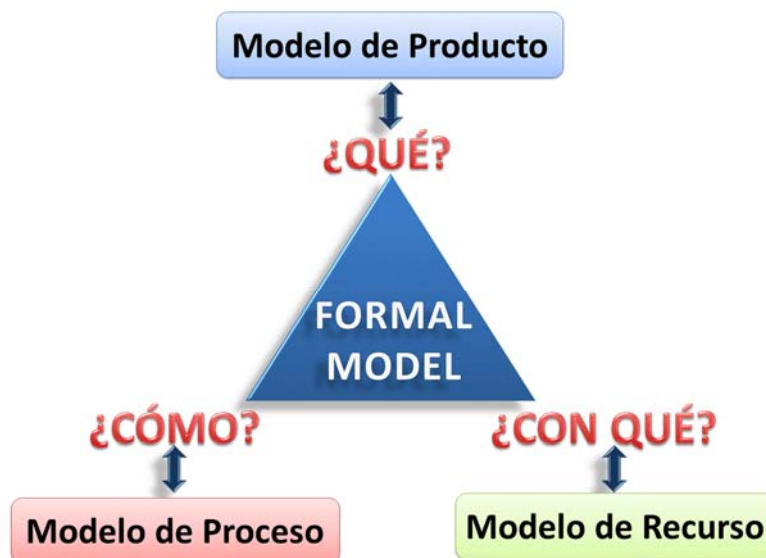 Modelo de Producto
¿QUÉ?
FORMAL
MODEL
¿CÓMO?
¿CON QUÉ?
Modelo de Proceso
Modelo de Recurso